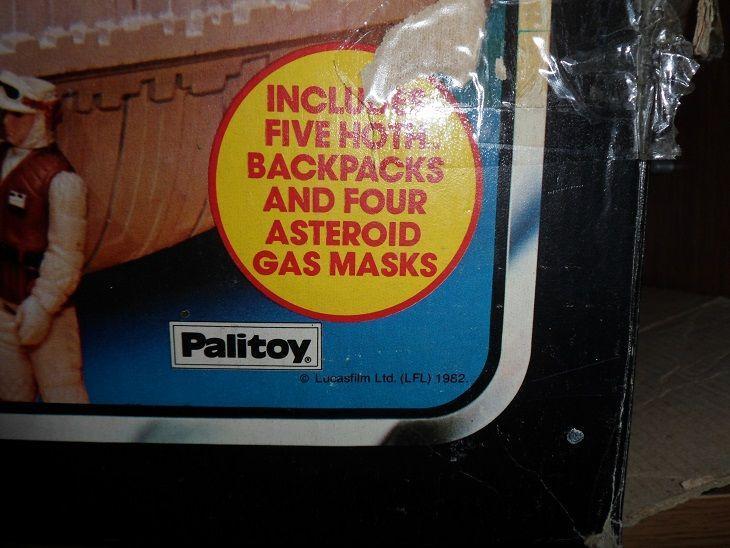 INCLUDES
FIVE HOTH
BACKPACKS
AND FOUR
ASTEROID
GAS MASKS
Palitoy®
© Lucasfilm Ltd. (LFL) 1982.